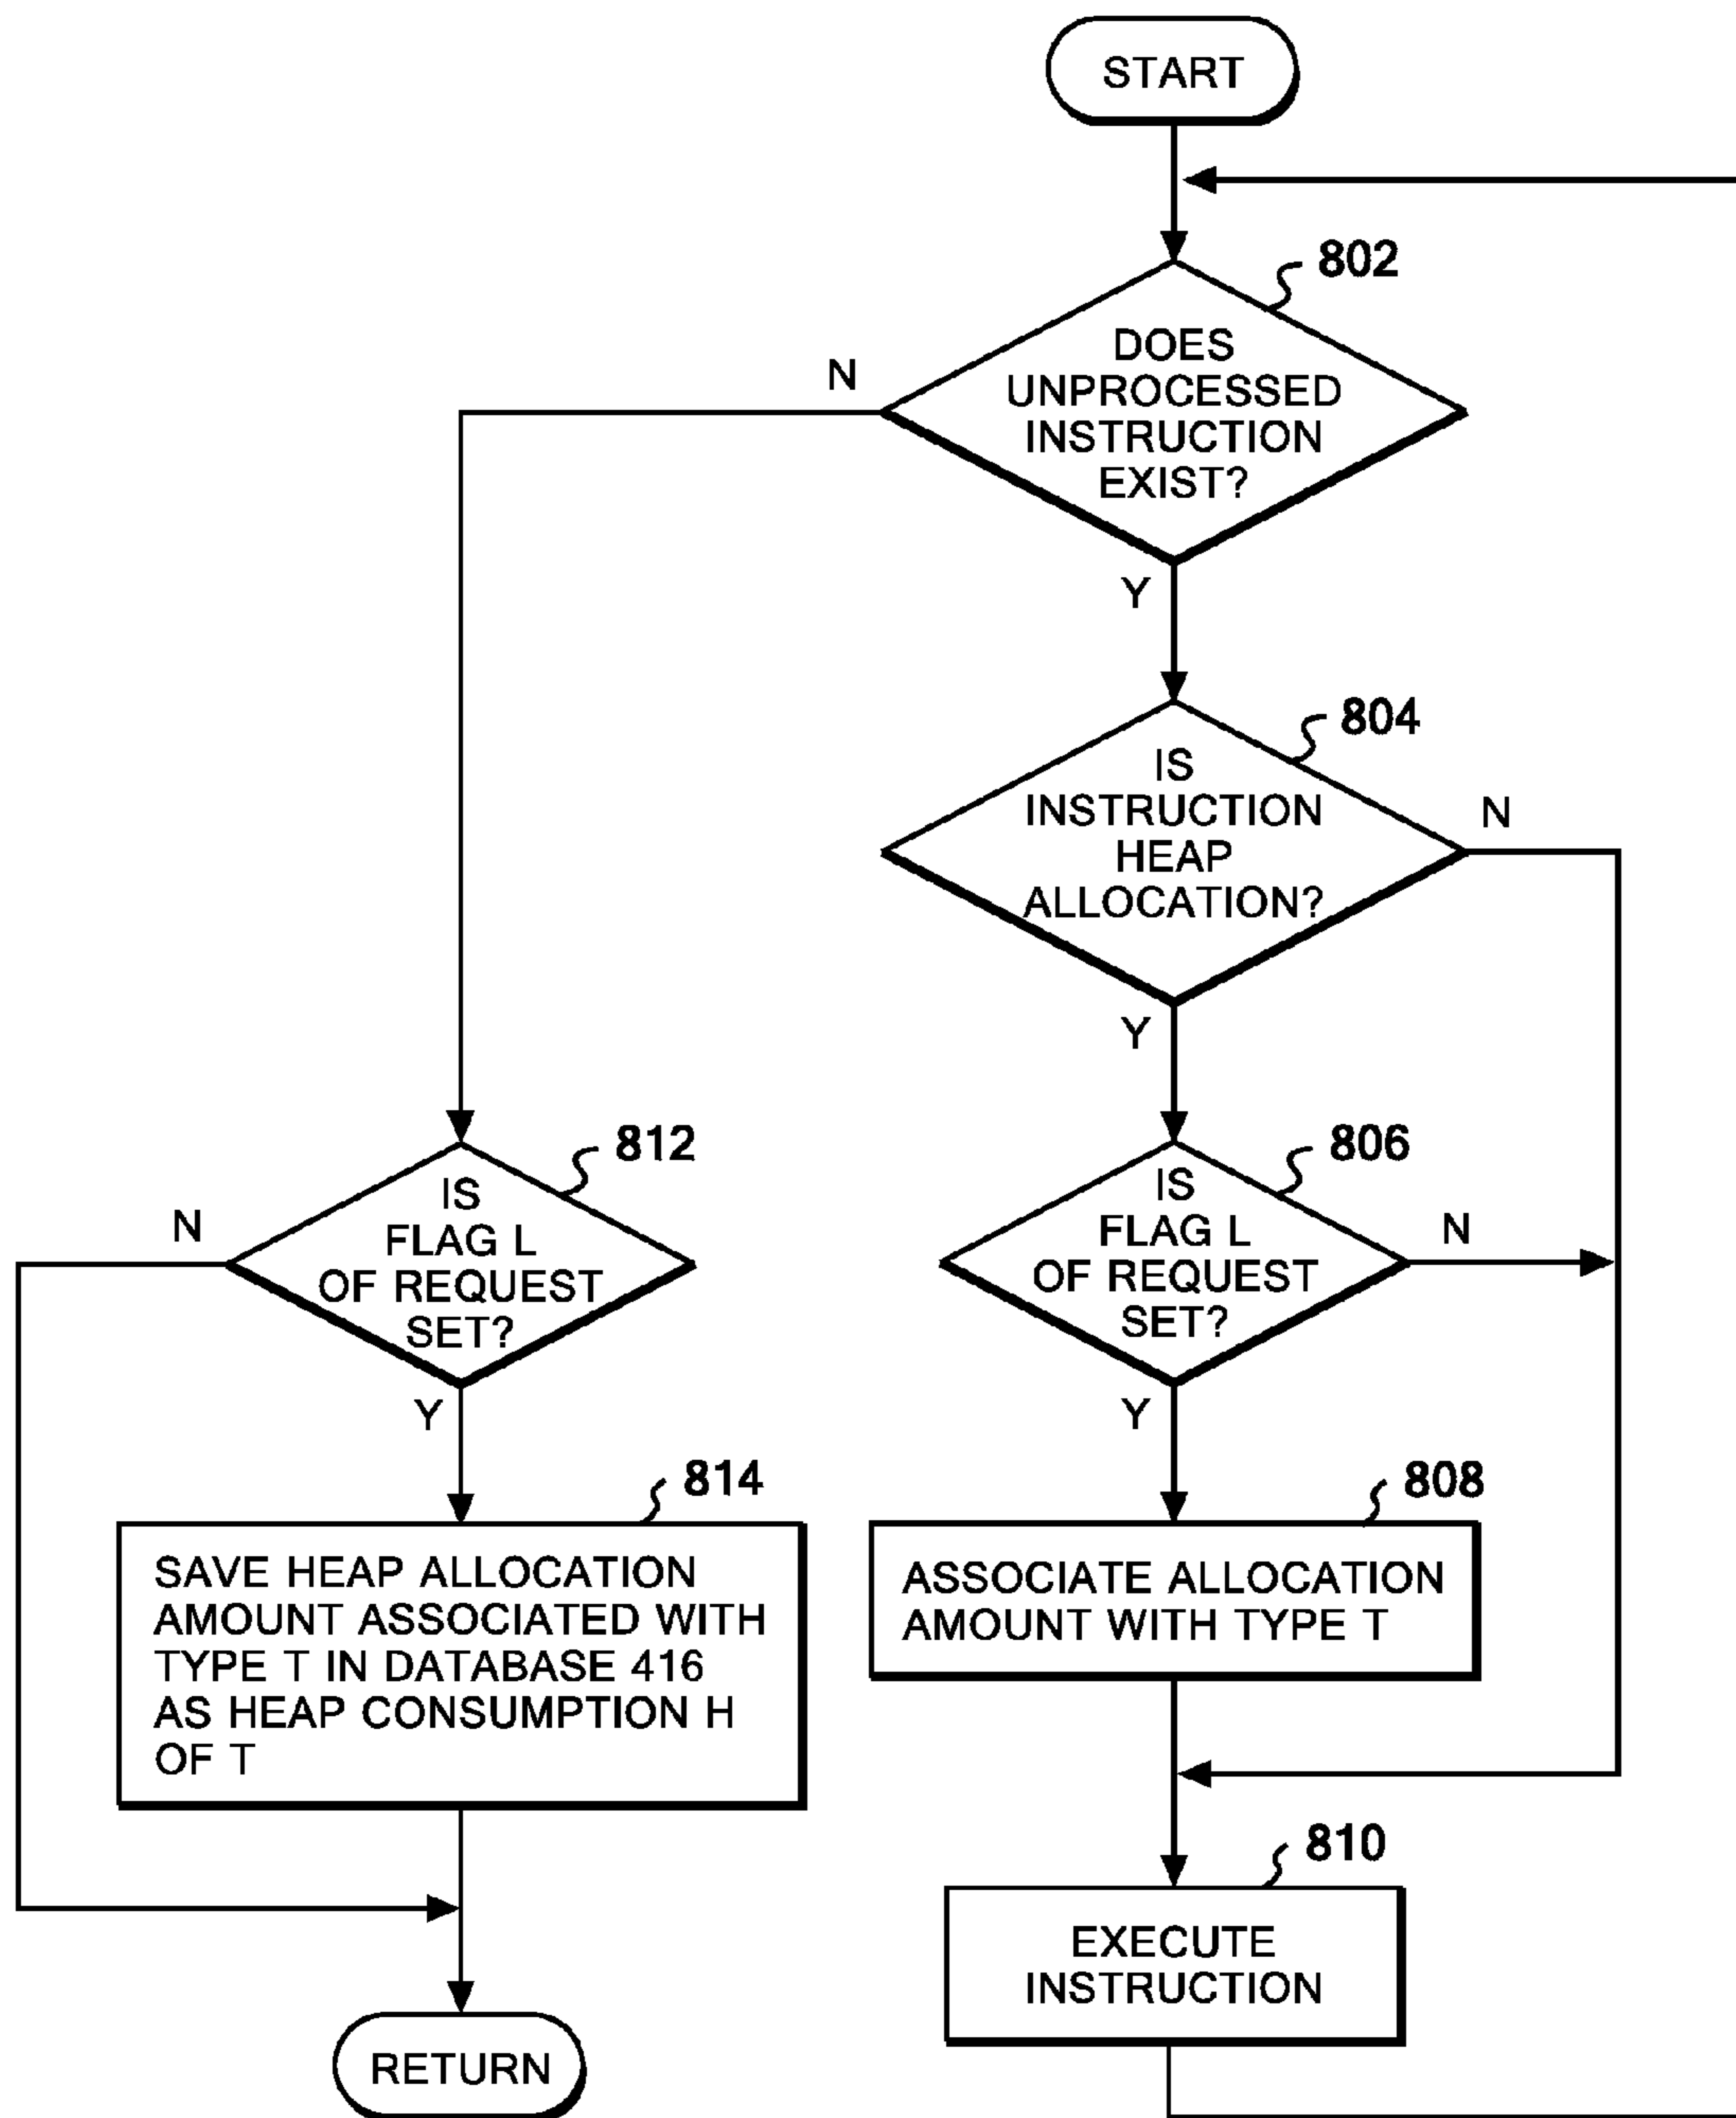 START
802
DOES
UNPROCESSED
INSTRUCTION
EXIST?
N
Y
804
IS
INSTRUCTION
HEAP
ALLOCATION?
N
Y
812
IS
FLAG L
OF REQUEST
SET?
N
Y
806
IS
FLAG L
OF REQUEST
SET?
N
Y
814
SAVE HEAP ALLOCATION
AMOUNT ASSOCIATED WITH
TYPE T IN DATABASE 416
AS HEAP CONSUMPTION H
OF T
808
ASSOCIATE ALLOCATION
AMOUNT WITH TYPE T
810
EXECUTE
INSTRUCTION
RETURN